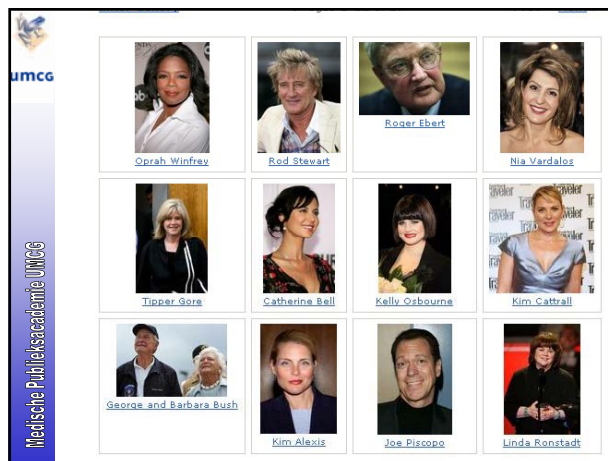 umcg
Oprah Winfrey
Rod Stewart
Roger Ebert
Nia Vardalos
Tipper Gore
Catherine Bell
Kelly Osbourne
Kim Cattrall
George and Barbara Bush
Kim Alexis
Joe Piscopo
Linda Ronstadt
Medische Publieksacademie UMCG